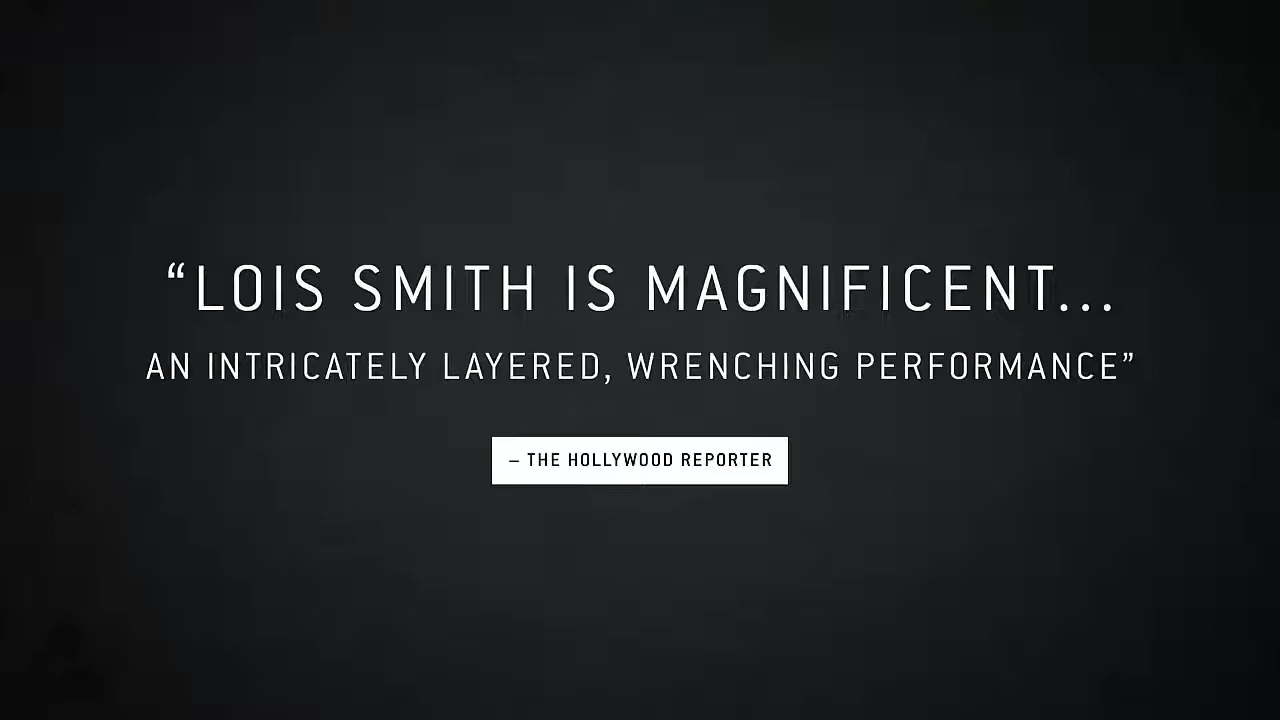 “LOIS SMITH IS MAGNIFICENT...
AN INTRICATELY LAYERED, WRENCHING PERFORMANCE”
– THE HOLLYWOOD REPORTER